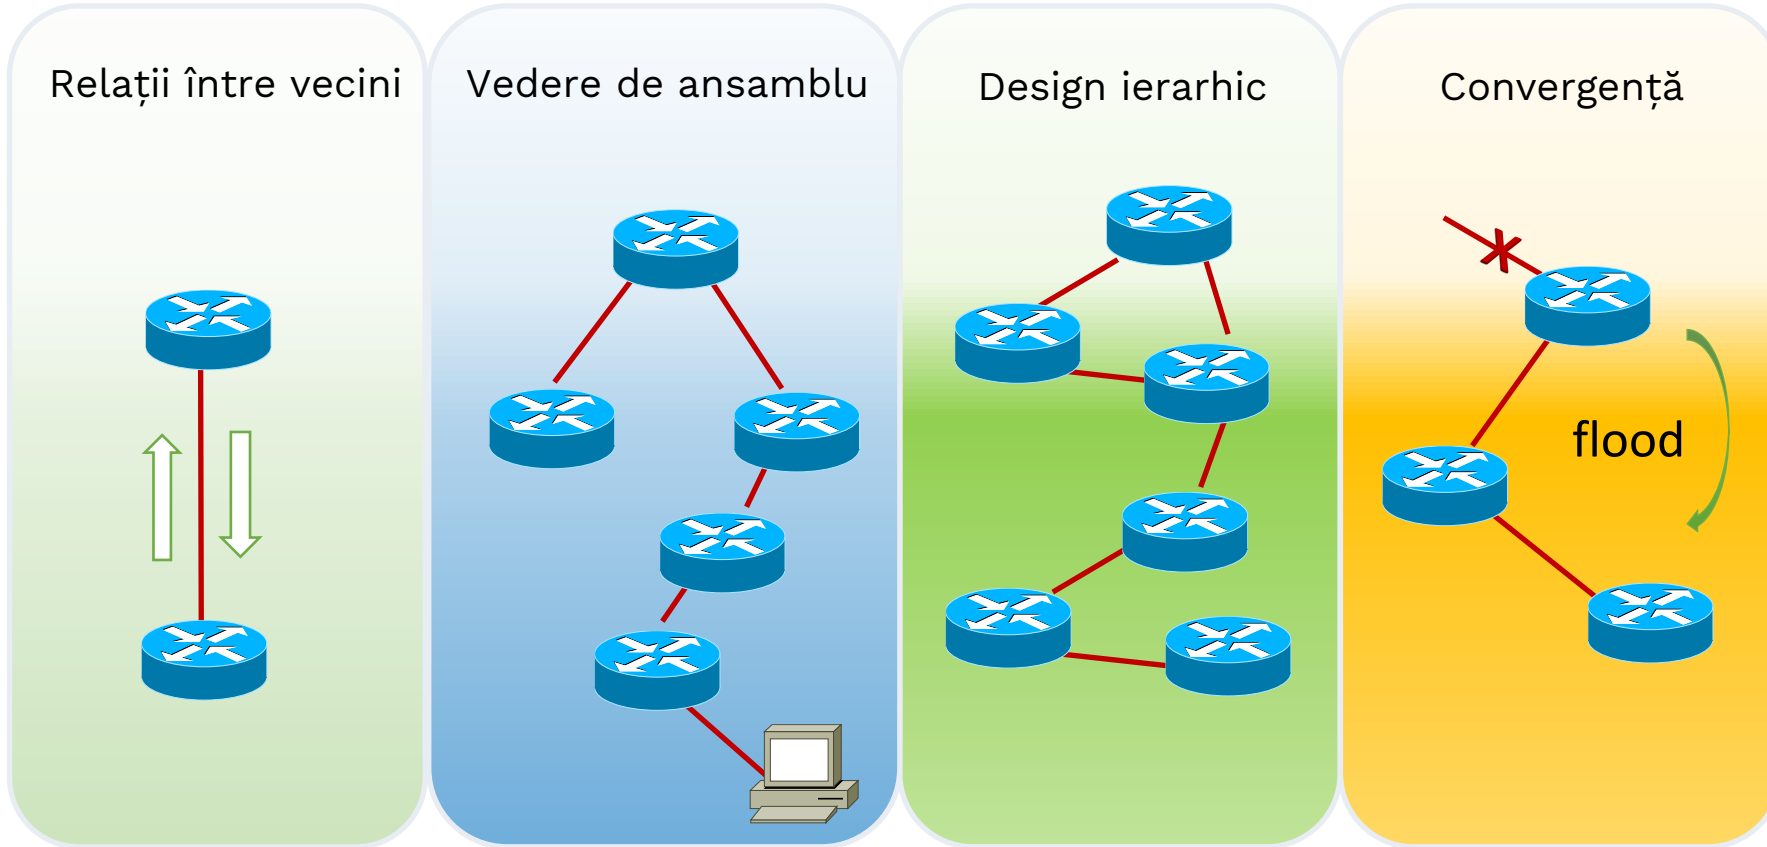 Relații între vecini
Vedere de ansamblu
Design ierarhic
Convergență
flood